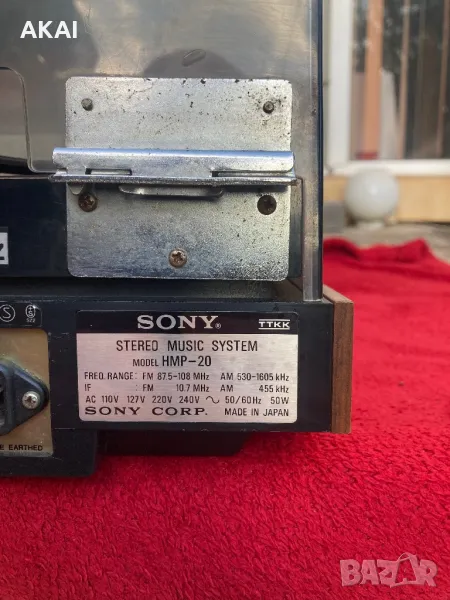 AKAI
Z
SONY®
TTKK
STEREO MUSIC SYSTEM
MODEL HMP-20
FREQ. RANGE: FM 87.5-108 MHz AM 530-1605 kHz
IF : FM 10.7 MHz AM 455 kHz
AC 110V 127V 220V 240V ~ 50/60Hz 50W
SONY CORP. MADE IN JAPAN
E EARTHED
bazar